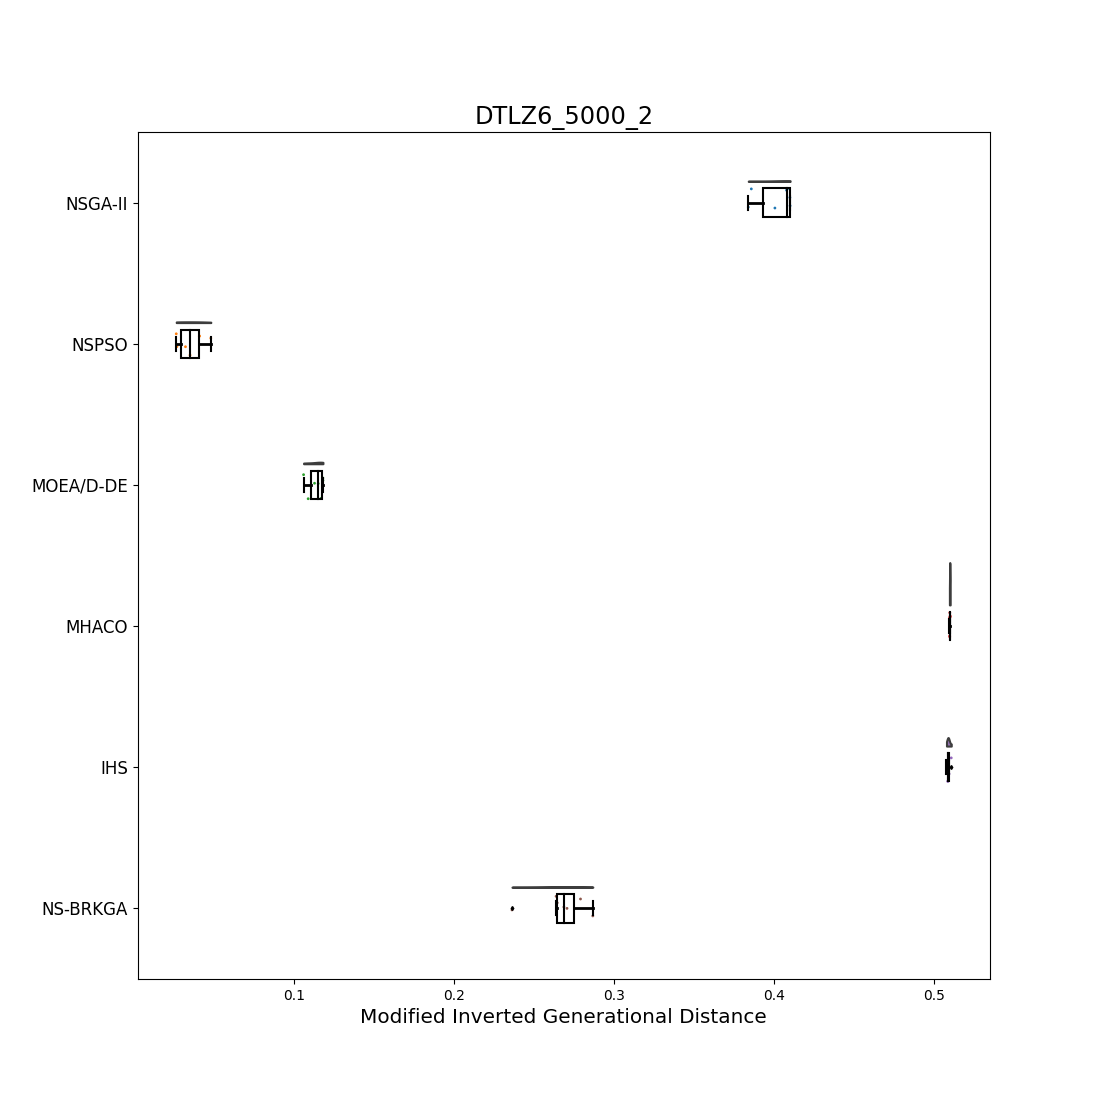 DTLZ6_5000_2
NSGA-II
NSPSO
MOEA/D-DE
MHACO
IHS
NS-BRKGA
0.1 0.2 0.3 0.4 0.5
Modified Inverted Generational Distance